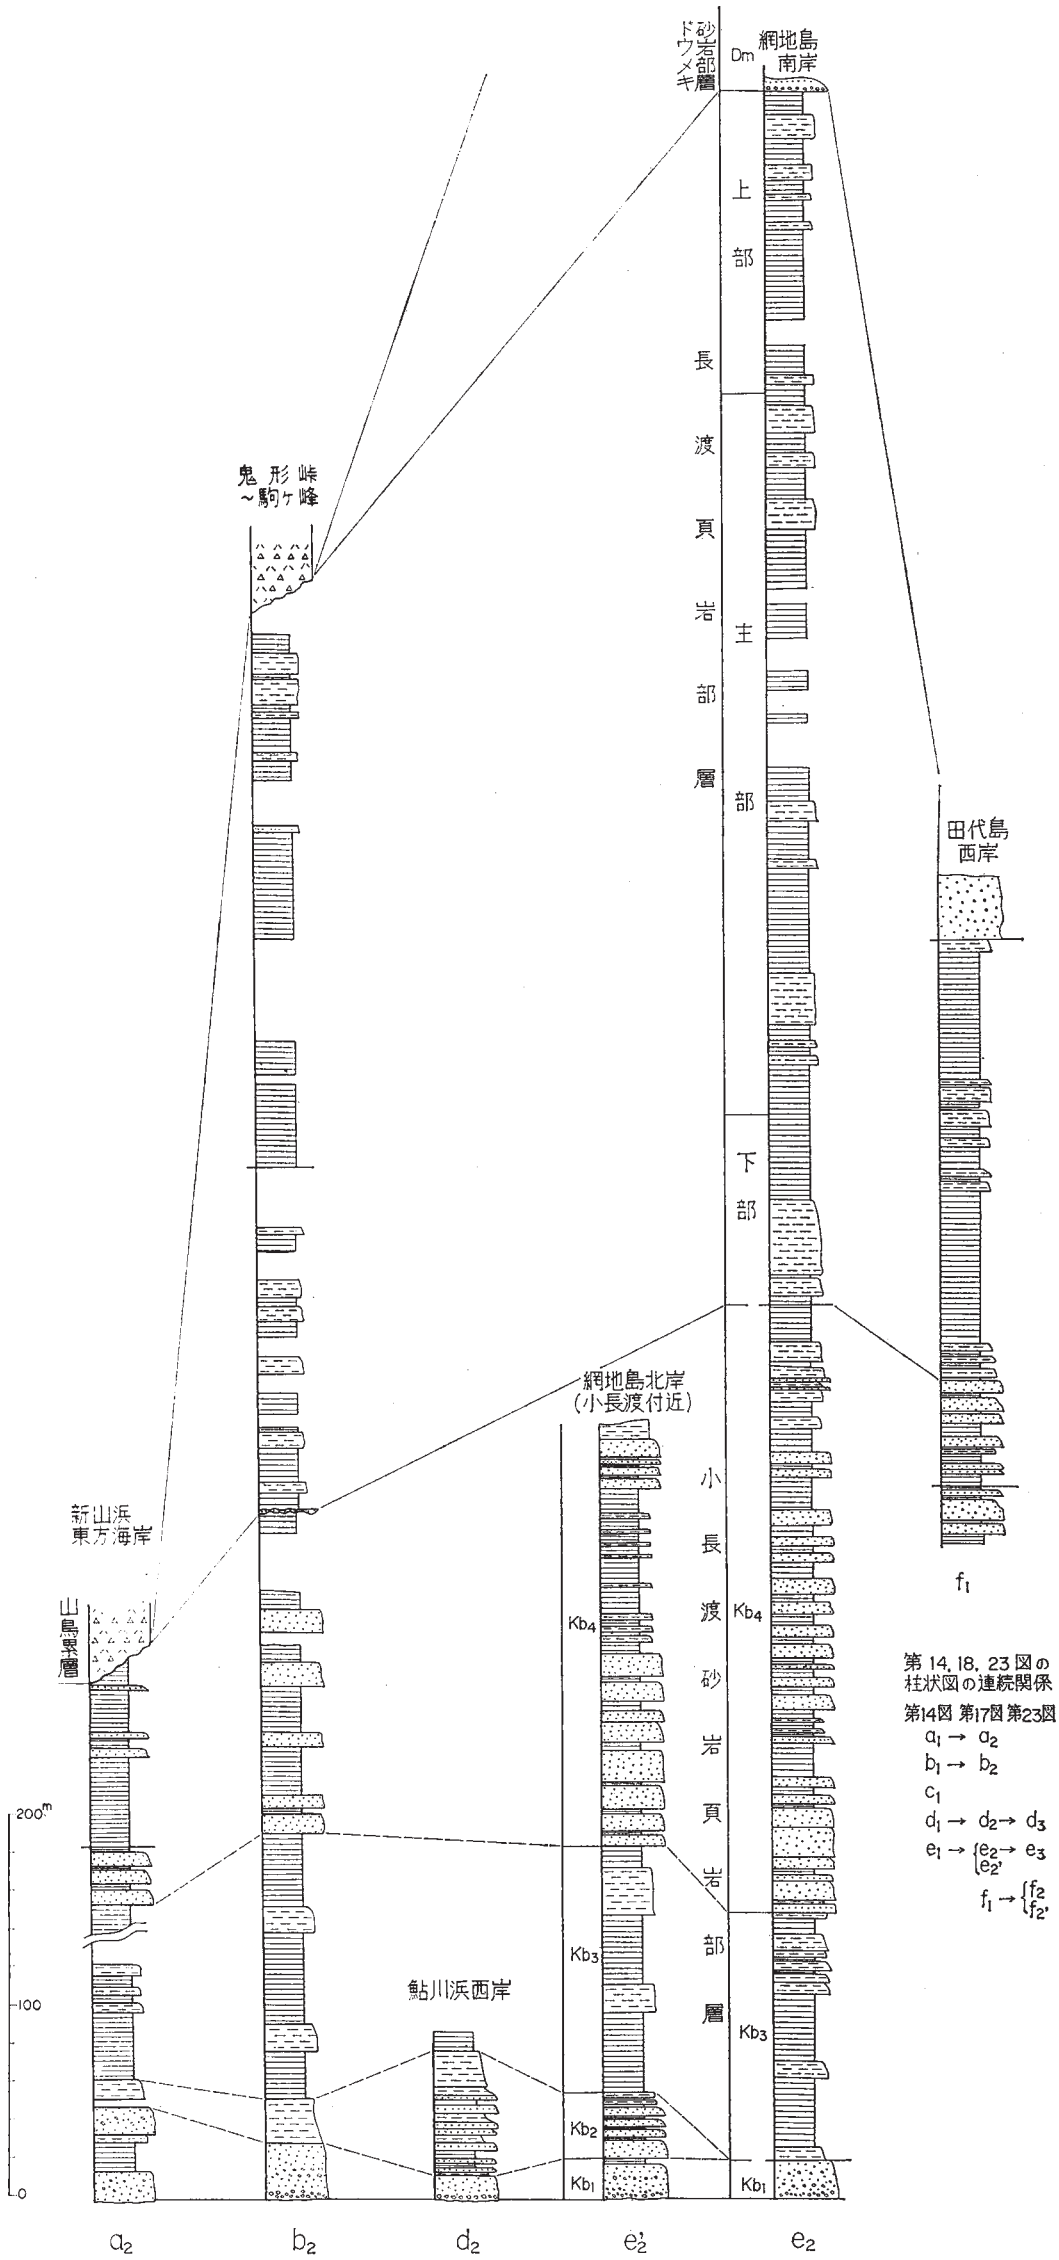 ドウメキ
砂岩部層
Dm
網地島
南岸
上部
長渡頁岩部層
主部
下部
鬼形峠
～駒ケ峰
田代島
西岸
網地島北岸
(小長渡付近)
小長渡砂岩頁岩部層
新山浜
東方海岸
山鳥累層
Kb4
Kb4
f1
第14,18,23図の
柱状図の連続関係
第14図 第17図 第23図
a1 → a2
b1 → b2
c1
d1 → d2 → d3
e1 → {e2 → e3
e2'
f1 → {f2
f2'
200m
100
0
Kb3
Kb3
鮎川浜西岸
Kb2
Kb1
Kb1
a2
b2
d2
e2'
e2